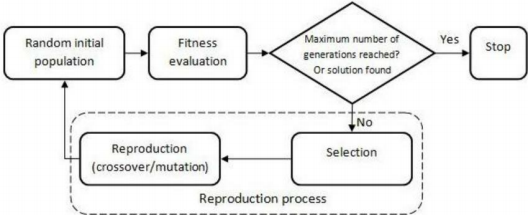 Random initial
population
Fitness
evaluation
Maximum number of
generations reached?
Or solution found
Yes
Stop
No
Selection
Reproduction
(crossover/mutation)
Reproduction process